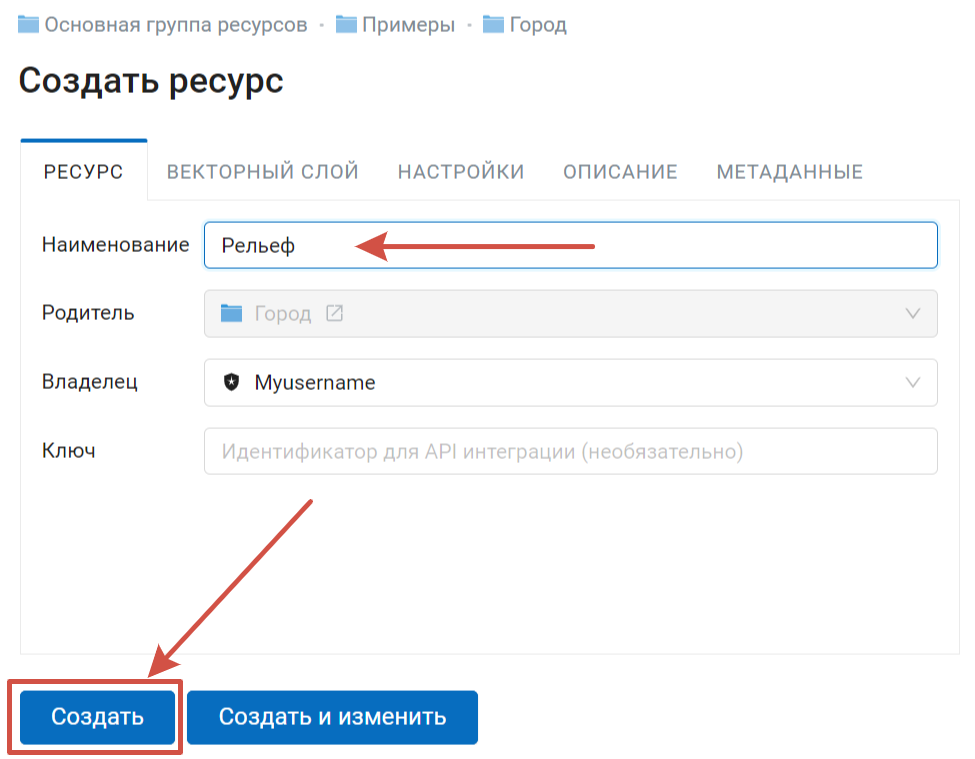 Основная группа ресурсов · Примеры · Город
Создать ресурс
РЕСУРС ВЕКТОРНЫЙ СЛОЙ НАСТРОЙКИ ОПИСАНИЕ МЕТАДАННЫЕ
Наименование Рельеф
Родитель Город
Владелец Myusername
Ключ Идентификатор для API интеграции (необязательно)
Создать Создать и изменить